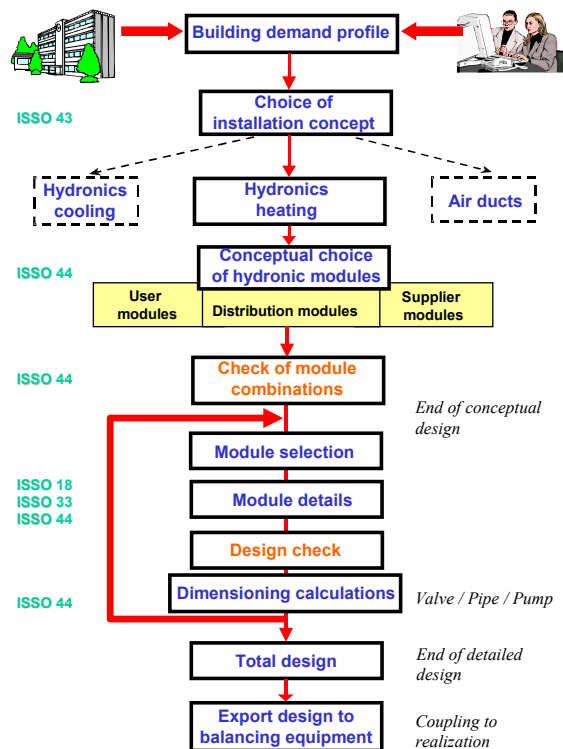 Building demand profile
ISSO 43
Choice of
installation concept
Hydronics
cooling
Hydronics
heating
Air ducts
ISSO 44
Conceptual choice
of hydronic modules
User
modules
Distribution modules
Supplier
modules
ISSO 44
Check of module
combinations
End of conceptual
design
Module selection
ISSO 18
ISSO 33
ISSO 44
Module details
Design check
ISSO 44
Dimensioning calculations
Valve / Pipe / Pump
Total design
End of detailed
design
Export design to
balancing equipment
Coupling to
realization